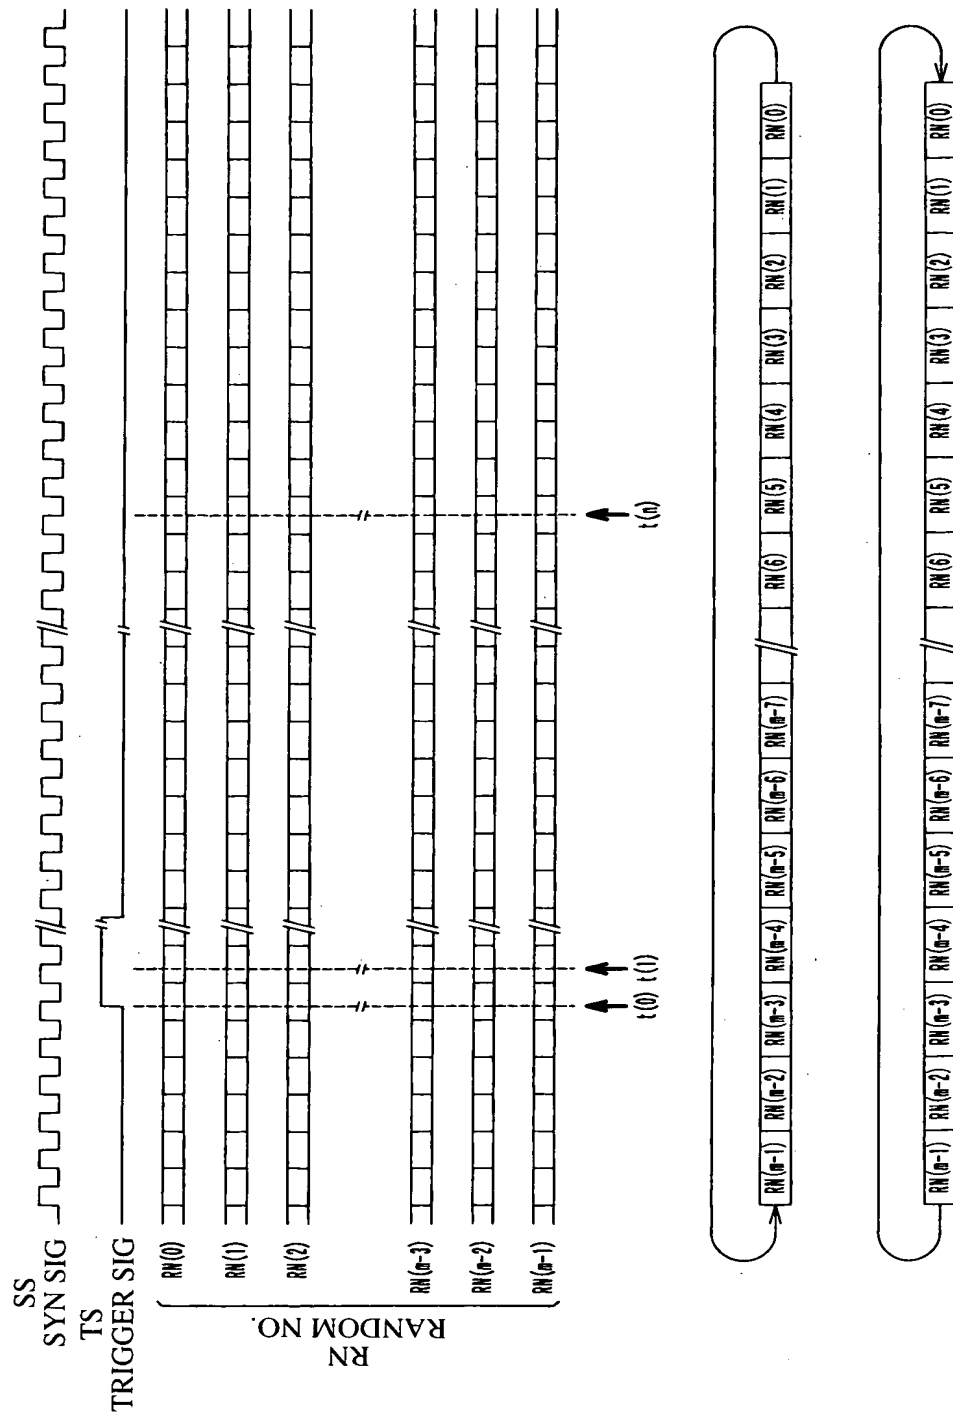 SS
SYN SIG
TS
TRIGGER SIG
RN
RANDOM NO.
RN(0)
RN(1)
RN(2)
RN(m-3)
RN(m-2)
RN(m-1)
t(0) t(1)
t(n)
RN(m-1) RN(m-2) RN(m-3) RN(m-4) RN(m-5) RN(m-6) RN(m-7) RN(6) RN(5) RN(4) RN(3) RN(2) RN(1) RN(0)
RN(m-1) RN(m-2) RN(m-3) RN(m-4) RN(m-5) RN(m-6) RN(m-7) RN(6) RN(5) RN(4) RN(3) RN(2) RN(1) RN(0)